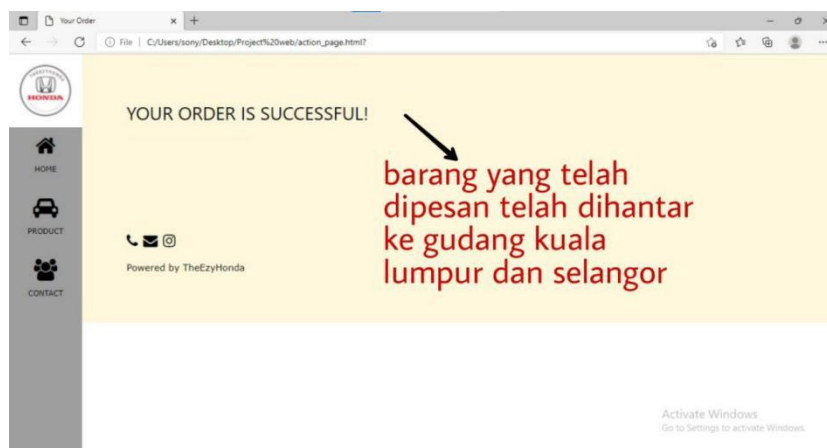 Your Order
File | C:/Users/sony/Desktop/Project%20web/action_page.html?
HONDA
HOME
PRODUCT
CONTACT
YOUR ORDER IS SUCCESSFUL!
barang yang telah
dipesan telah dihantar
ke gudang kuala
lumpur dan selangor
Powered by TheEzyHonda
Activate Windows
Go to Settings to activate Windows.